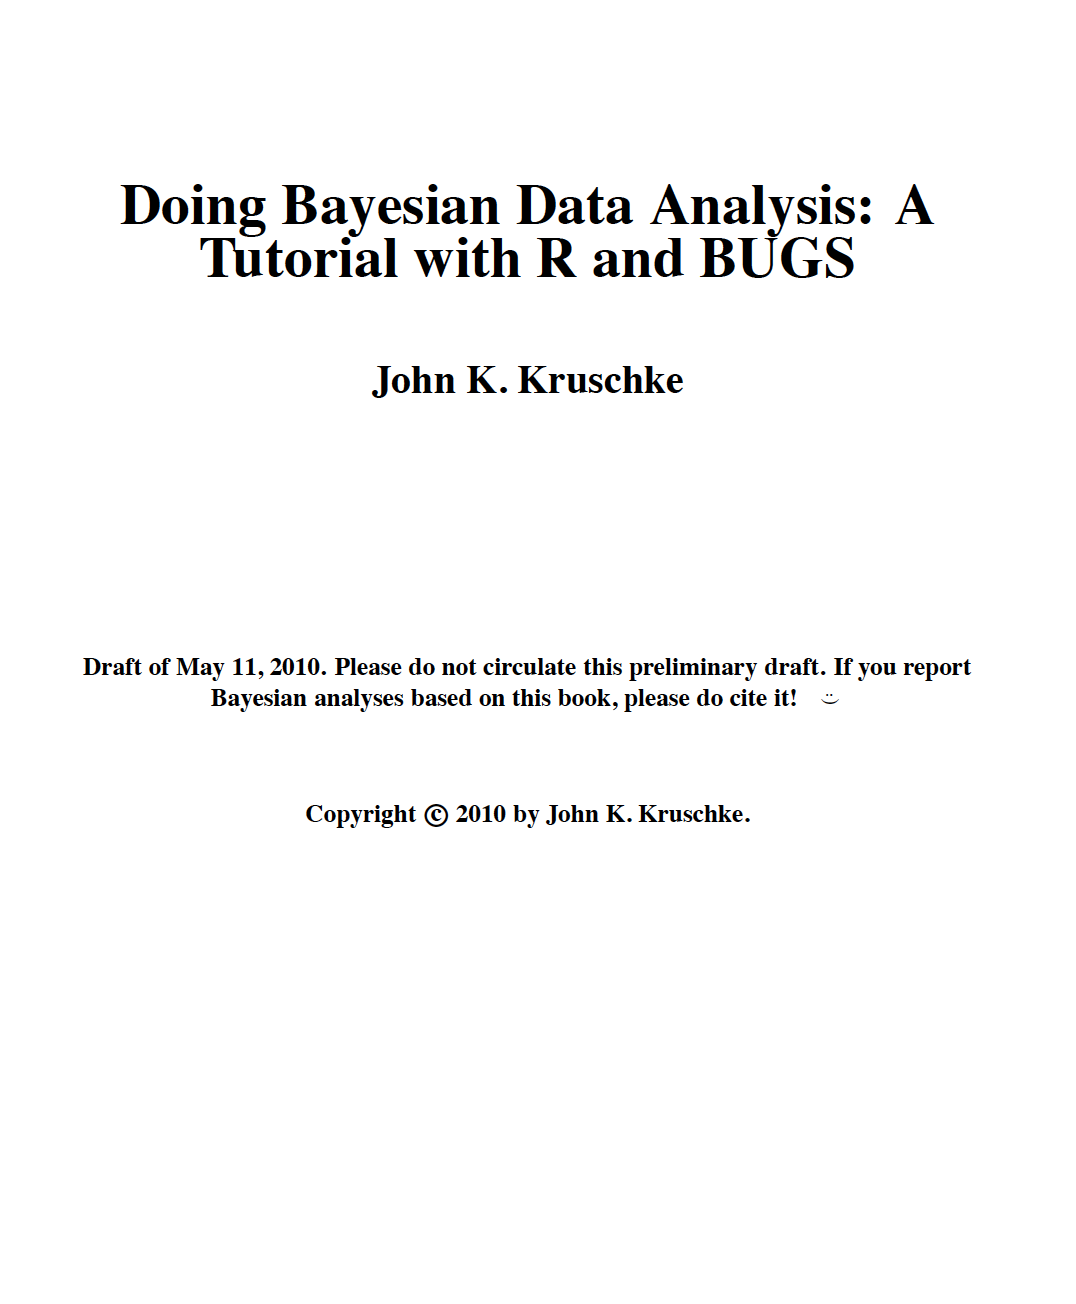 Doing Bayesian Data Analysis: A
Tutorial with R and BUGS
John K. Kruschke
Draft of May 11, 2010. Please do not circulate this preliminary draft. If you report
Bayesian analyses based on this book, please do cite it! ¨⌣
Copyright © 2010 by John K. Kruschke.